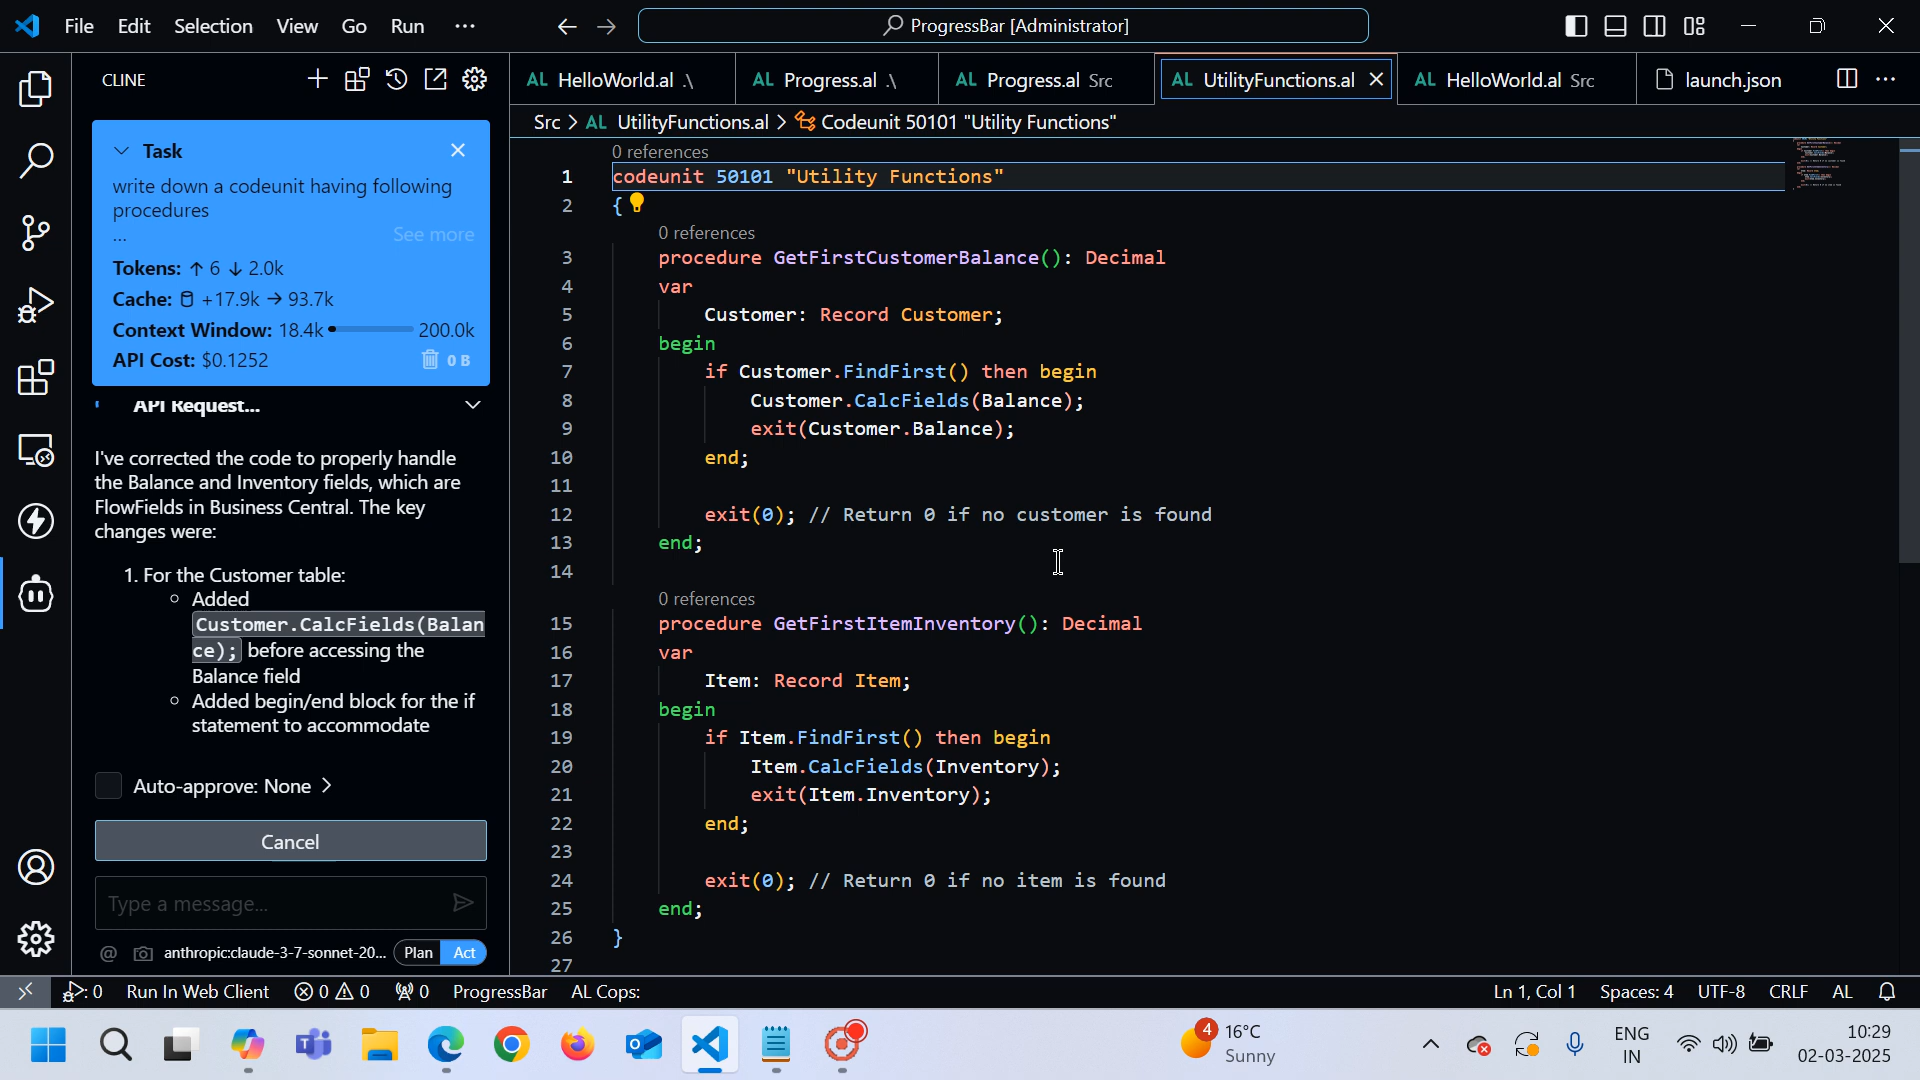 File Edit Selection View Go Run ···
ProgressBar [Administrator]
CLINE
AL HelloWorld.al .\
AL Progress.al .\
AL Progress.al Src
AL UtilityFunctions.al
AL HelloWorld.al Src
launch.json
Src > AL UtilityFunctions.al > Codeunit 50101 "Utility Functions"
Task
write down a codeunit having following
procedures
...
See more
Tokens: ↑ 6 ↓ 2.0k
Cache: +17.9k → 93.7k
Context Window: 18.4k 200.0k
API Cost: $0.1252 0 B
API Request...
I've corrected the code to properly handle
the Balance and Inventory fields, which are
FlowFields in Business Central. The key
changes were:
1. For the Customer table:
Added
Customer.CalcFields(Balan
ce); before accessing the
Balance field
Added begin/end block for the if
statement to accommodate
Auto-approve: None >
Cancel
Type a message...
@ anthropic:claude-3-7-sonnet-20... Plan Act
0 references
1 codeunit 50101 "Utility Functions"
2 {
0 references
3 procedure GetFirstCustomerBalance(): Decimal
4 var
5 Customer: Record Customer;
6 begin
7 if Customer.FindFirst() then begin
8 Customer.CalcFields(Balance);
9 exit(Customer.Balance);
10 end;
11
12 exit(0); // Return 0 if no customer is found
13 end;
14
0 references
15 procedure GetFirstItemInventory(): Decimal
16 var
17 Item: Record Item;
18 begin
19 if Item.FindFirst() then begin
20 Item.CalcFields(Inventory);
21 exit(Item.Inventory);
22 end;
23
24 exit(0); // Return 0 if no item is found
25 end;
26 }
27
: 0 Run In Web Client 0 0 0 ProgressBar AL Cops:
Ln 1, Col 1 Spaces: 4 UTF-8 CRLF AL
4
16°C
Sunny
ENG
IN
10:29
02-03-2025